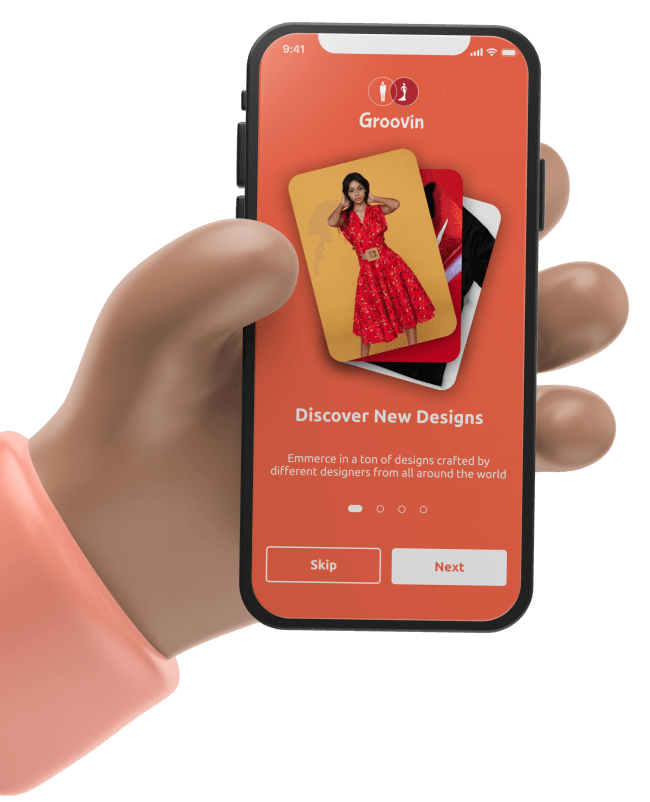 9:41
Groovin
Discover New Designs
Emmerce in a ton of designs crafted by
different designers from all around the world
Skip
Next